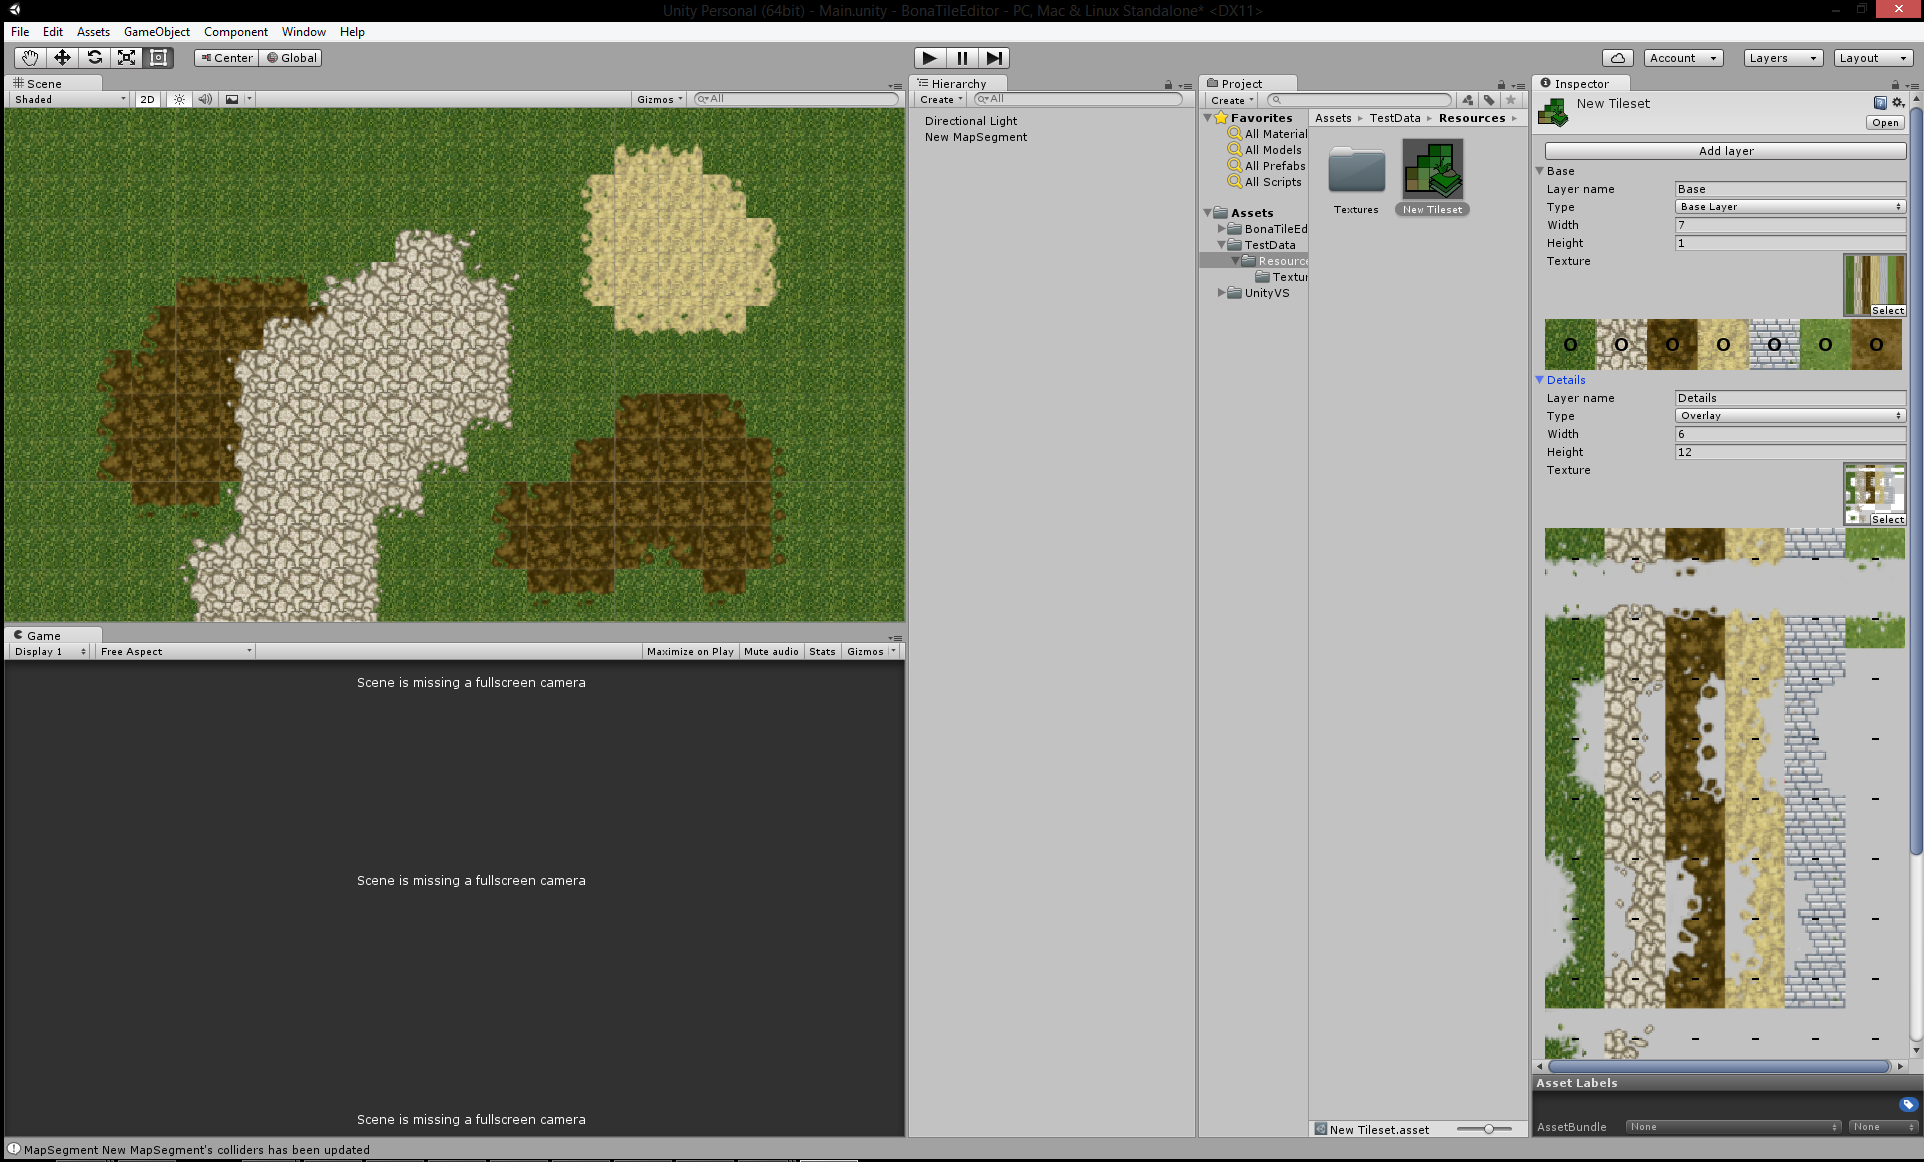 Unity Personal (64bit) - Main.unity - BonaTileEditor - PC, Mac & Linux Standalone* <DX11>
File Edit Assets GameObject Component Window Help
Center Global
Account Layers Layout
Scene
Shaded 2D Gizmos All
Hierarchy
Create All
Directional Light
New MapSegment
Project
Create
Favorites
All Material
All Models
All Prefabs
All Scripts
Assets
BonaTileEd
TestData
Resourc
Textur
UnityVS
Assets TestData Resources
Textures New Tileset
New Tileset.asset
Inspector
New Tileset
Open
Add layer
Base
Layer name Base
Type Base Layer
Width 7
Height 1
Texture
Select
O O O O O O O
Details
Layer name Details
Type Overlay
Width 6
Height 12
Texture
Select
Asset Labels
AssetBundle None None
Game
Display 1 Free Aspect Maximize on Play Mute audio Stats Gizmos
Scene is missing a fullscreen camera
Scene is missing a fullscreen camera
Scene is missing a fullscreen camera
MapSegment New MapSegment's colliders has been updated